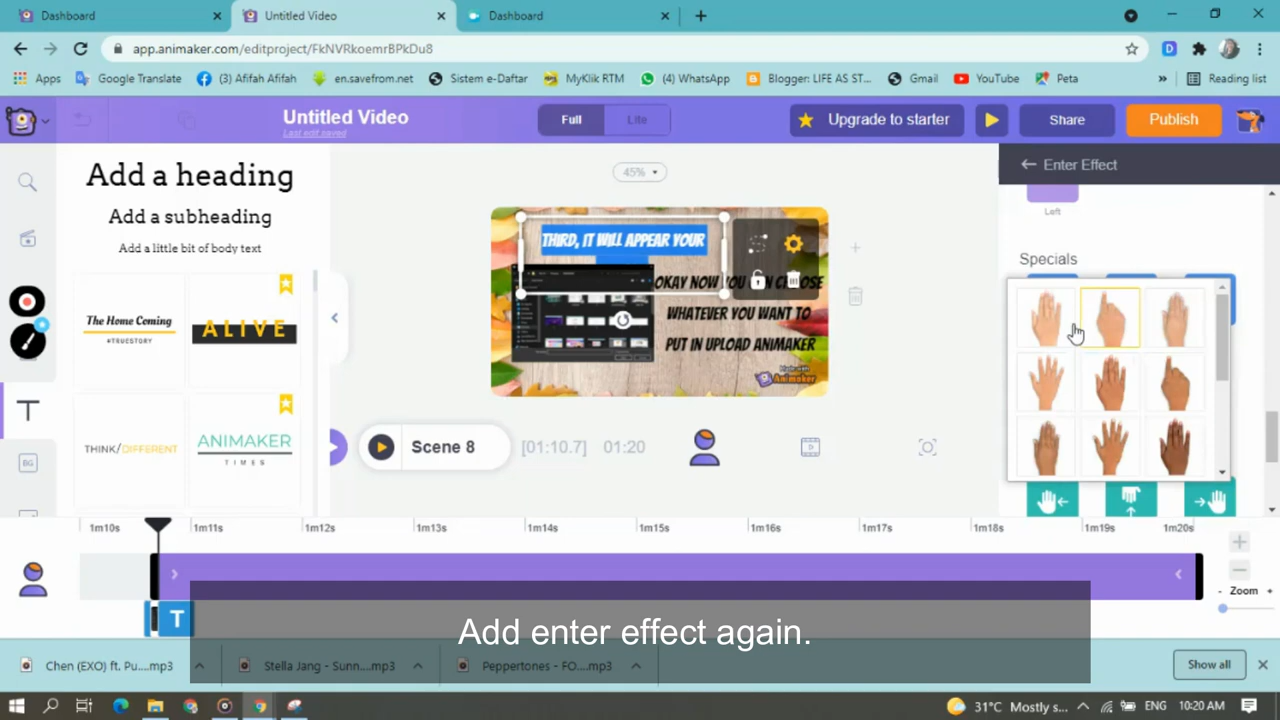 Dashboard
Untitled Video
Dashboard
app.animaker.com/editproject/FkNVRkoemrBPkDu8
Apps
Google Translate
(3) Afifah Afifah
en.savefrom.net
Sistem e-Daftar
MyKlik RTM
(4) WhatsApp
Blogger: LIFE AS ST...
Gmail
YouTube
Peta
»
Reading list
Untitled Video
Last edit saved
Full
Lite
Upgrade to starter
Share
Publish
Add a heading
Add a subheading
Add a little bit of body text
The Home Coming
#TRUESTORY
ALIVE
THINK/DIFFERENT
ANIMAKER
TIMES
BG
T
45%
THIRD, IT WILL APPEAR YOUR
OKAY NOW YOU CAN CHOOSE
WHATEVER YOU WANT TO
PUT IN UPLOAD ANIMAKER
Made with
Animaker
Enter Effect
Left
Specials
Scene 8
[01:10.7]
01:20
1m10s
1m11s
1m12s
1m13s
1m14s
1m15s
1m16s
1m17s
1m18s
1m19s
1m20s
T
- Zoom +
Add enter effect again.
Chen (EXO) ft. Pu....mp3
Stella Jang - Sunn....mp3
Peppertones - FO....mp3
Show all
31°C Mostly s...
ENG
10:20 AM